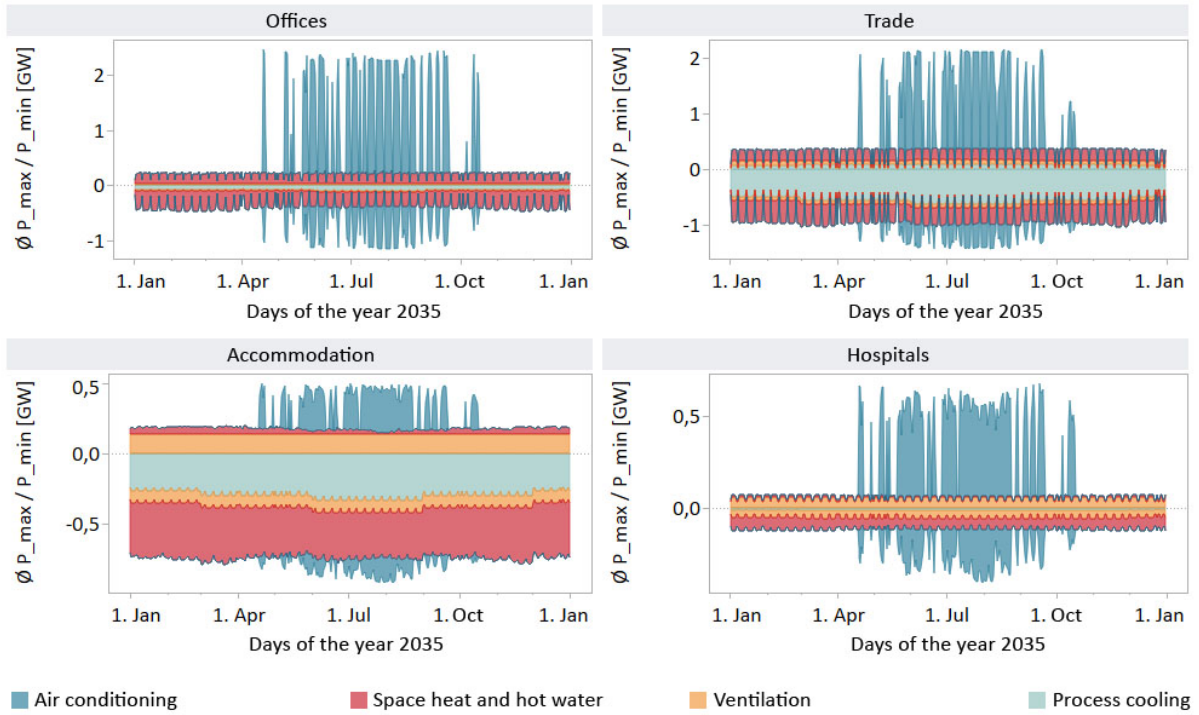 Offices
Trade
Ø P_max / P_min [GW]
2
1
0
-1
1. Jan
1. Apr
1. Jul
1. Oct
1. Jan
Days of the year 2035
Ø P_max / P_min [GW]
2
1
0
-1
1. Jan
1. Apr
1. Jul
1. Oct
1. Jan
Days of the year 2035
Accommodation
Hospitals
Ø P_max / P_min [GW]
0,5
0,0
-0,5
1. Jan
1. Apr
1. Jul
1. Oct
1. Jan
Days of the year 2035
Ø P_max / P_min [GW]
0,5
0,0
1. Jan
1. Apr
1. Jul
1. Oct
1. Jan
Days of the year 2035
Air conditioning
Space heat and hot water
Ventilation
Process cooling